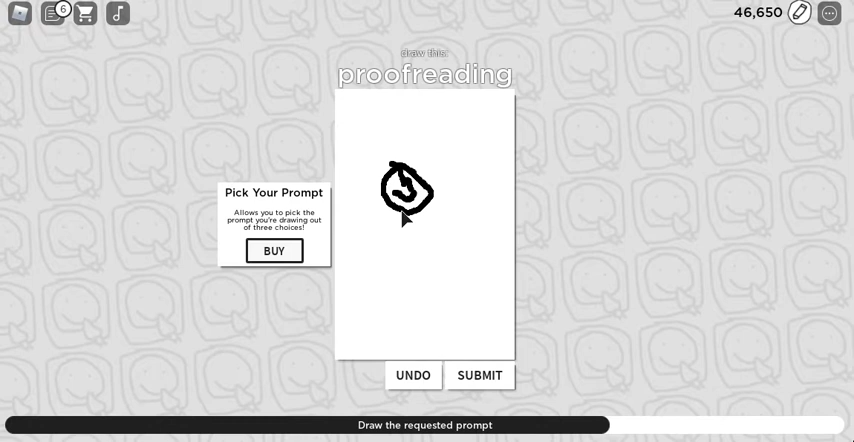 6
46,650
draw this:
proofreading
Pick Your Prompt
Allows you to pick the
prompt you're drawing out
of three choices!
BUY
UNDO
SUBMIT
Draw the requested prompt